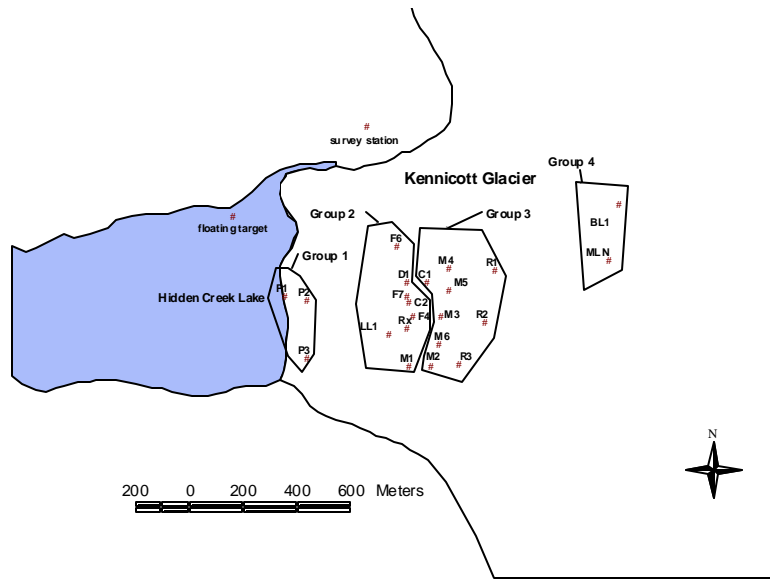 #
survey station
Group 4
Kennicott Glacier
#
BL1
MLN
#
Group 2
Group 3
#
floating target
F6
#
Group 1
M4
#
R1
#
D1
#
C1
#
P1
#
P2
#
Hidden Creek Lake
F7
#
#
C2
#
M5
LL1
#
Rx
#
#
F4
#
M3
R2
#
M6
#
P3
#
M1
#
M2
#
#
R3
N
200 0 200 400 600 Meters